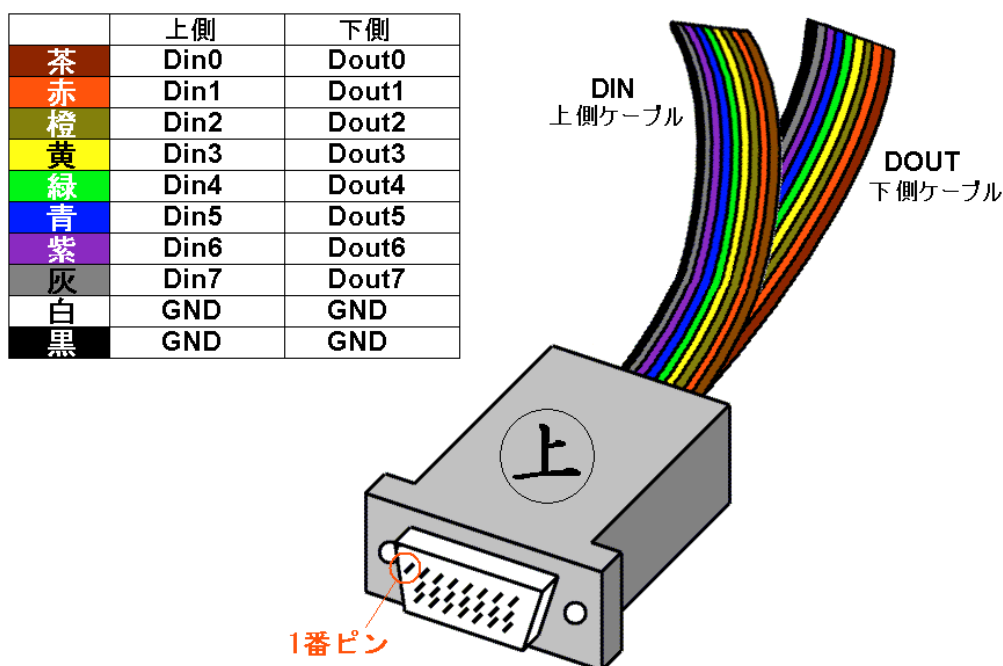 上側 下側
茶 Din0 Dout0
赤 Din1 Dout1
橙 Din2 Dout2
黄 Din3 Dout3
緑 Din4 Dout4
青 Din5 Dout5
紫 Din6 Dout6
灰 Din7 Dout7
白 GND GND
黒 GND GND
DIN
上側ケーブル
DOUT
下側ケーブル
上
1番ピン